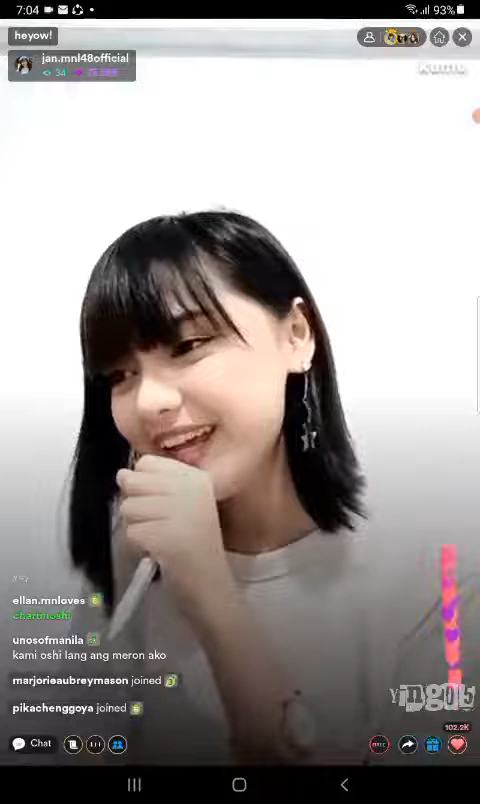 7:04
93%
heyow!
jan.mnl48official
34
kumu
ellan.mnloves
charmoshi
unosofmanila
kami oshi lang ang meron ako
marjorieaubreymason joined
pikachenggoya joined
102.2K
Chat